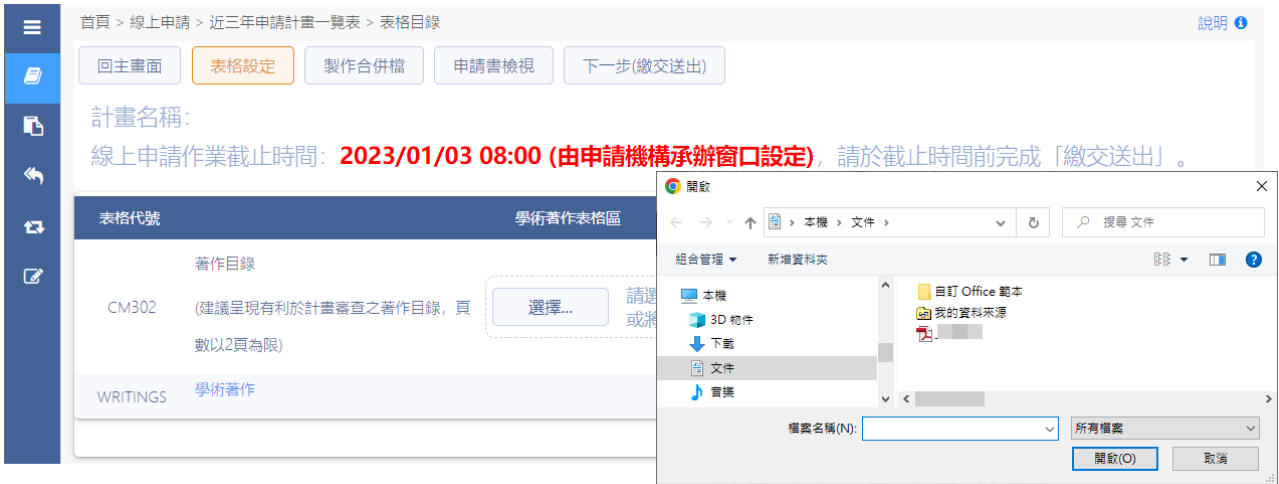 首頁 > 線上申請 > 近三年申請計畫一覽表 > 表格目錄
說明
回主畫面 表格設定 製作合併檔 申請書檢視 下一步(繳交送出)
計畫名稱:
線上申請作業截止時間: 2023/01/03 08:00 (由申請機構承辦窗口設定), 請於截止時間前完成「繳交送出」。
表格代號 學術著作表格區
CM302
著作目錄
(建議呈現有利於計畫審查之著作目錄, 頁
數以2頁為限)
選擇...
或將
WRITINGS 學術著作
開啟
本機 > 文件 >
搜尋 文件
組合管理 新增資料夾
本機
3D 物件
下載
文件
音樂
自訂 Office 範本
我的資料來源
檔案名稱(N):
所有檔案
開啟(O) 取消